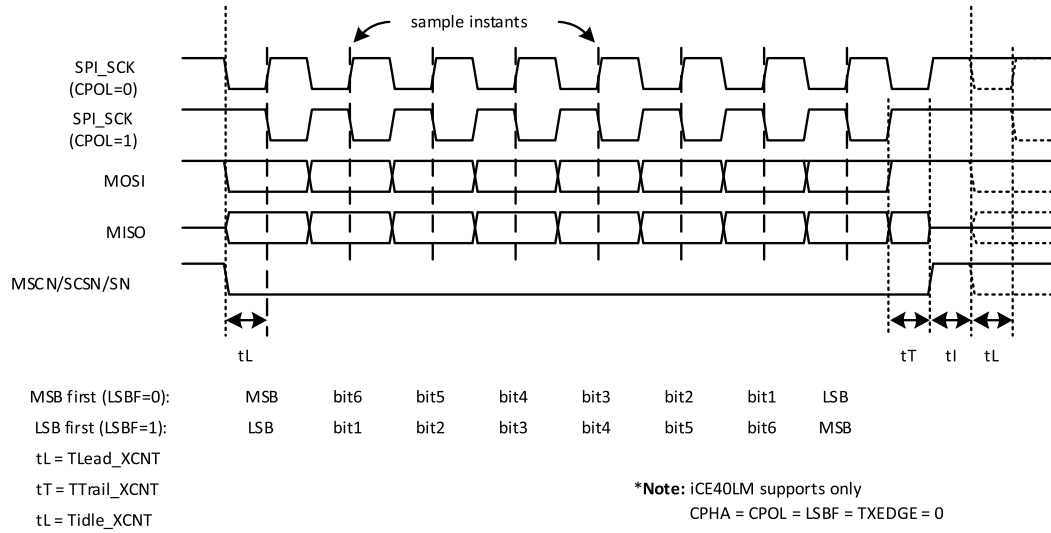 sample instants
SPI_SCK
(CPOL=0)
SPI_SCK
(CPOL=1)
MOSI
MISO
MSCN/SCSN/SN
tL tT tI tL
MSB first (LSBF=0): MSB bit6 bit5 bit4 bit3 bit2 bit1 LSB
LSB first (LSBF=1): LSB bit1 bit2 bit3 bit4 bit5 bit6 MSB
tL = TLead_XCNT
tT = TTrail_XCNT
tL = Tidle_XCNT
*Note: iCE40LM supports only
CPHA = CPOL = LSBF = TXEDGE = 0